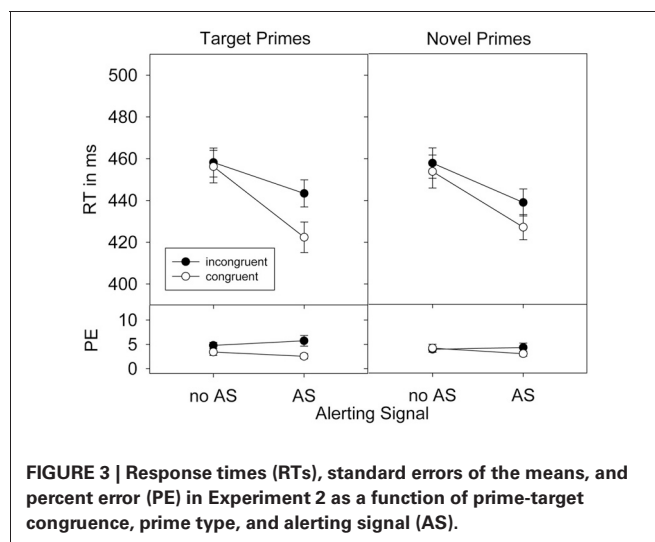 Target Primes
Novel Primes
500
480
460
440
420
400
RT in ms
incongruent
congruent
10
5
0
PE
no AS
AS
no AS
AS
Alerting Signal
FIGURE 3 | Response times (RTs), standard errors of the means, and
percent error (PE) in Experiment 2 as a function of prime-target
congruence, prime type, and alerting signal (AS).